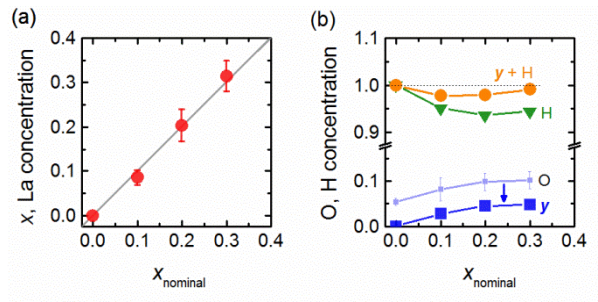 (a)
0.4
0.3
0.2
0.1
0.0
x, La concentration
0.0 0.1 0.2 0.3 0.4
x nominal
(b)
1.1
1.0
0.9
0.1
0.0
O, H concentration
y + H
H
O
y
0.0 0.1 0.2 0.3 0.4
x nominal